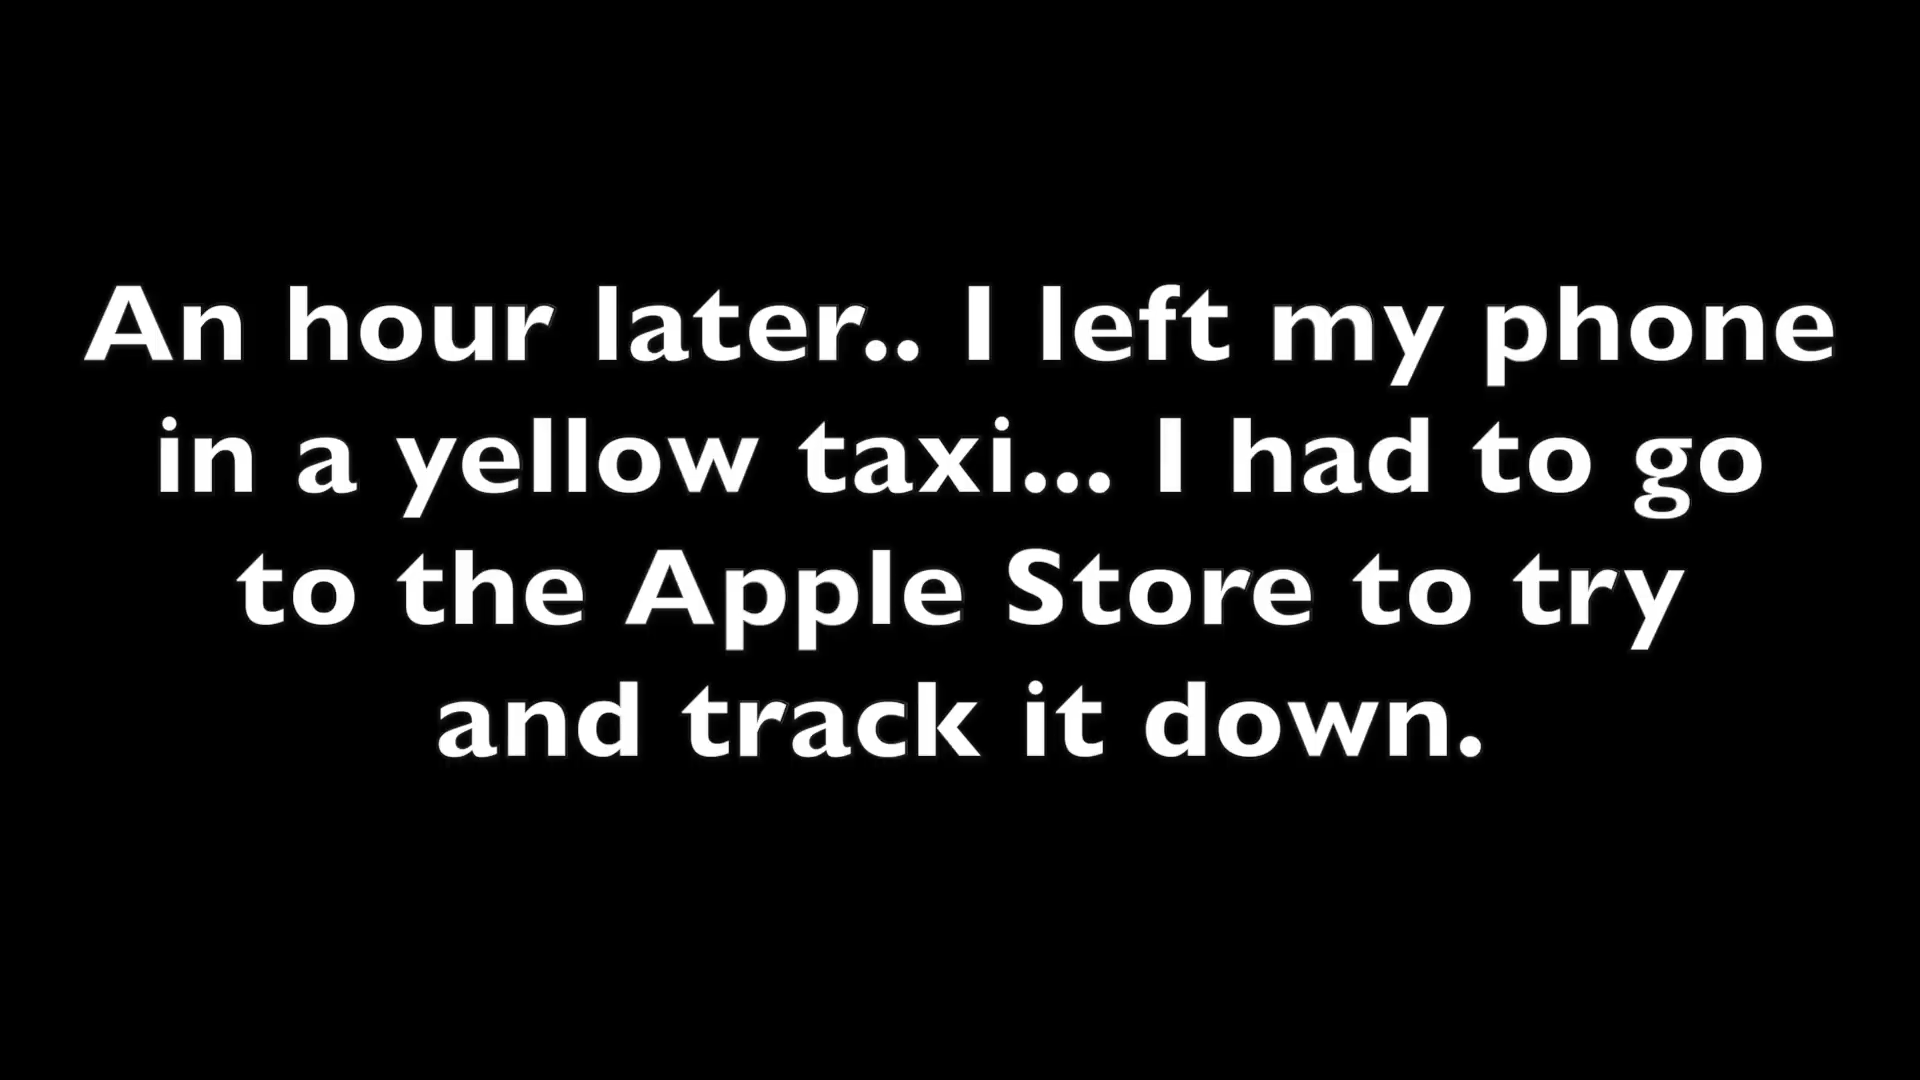 An hour later.. I left my phone
in a yellow taxi... I had to go
to the Apple Store to try
and track it down.